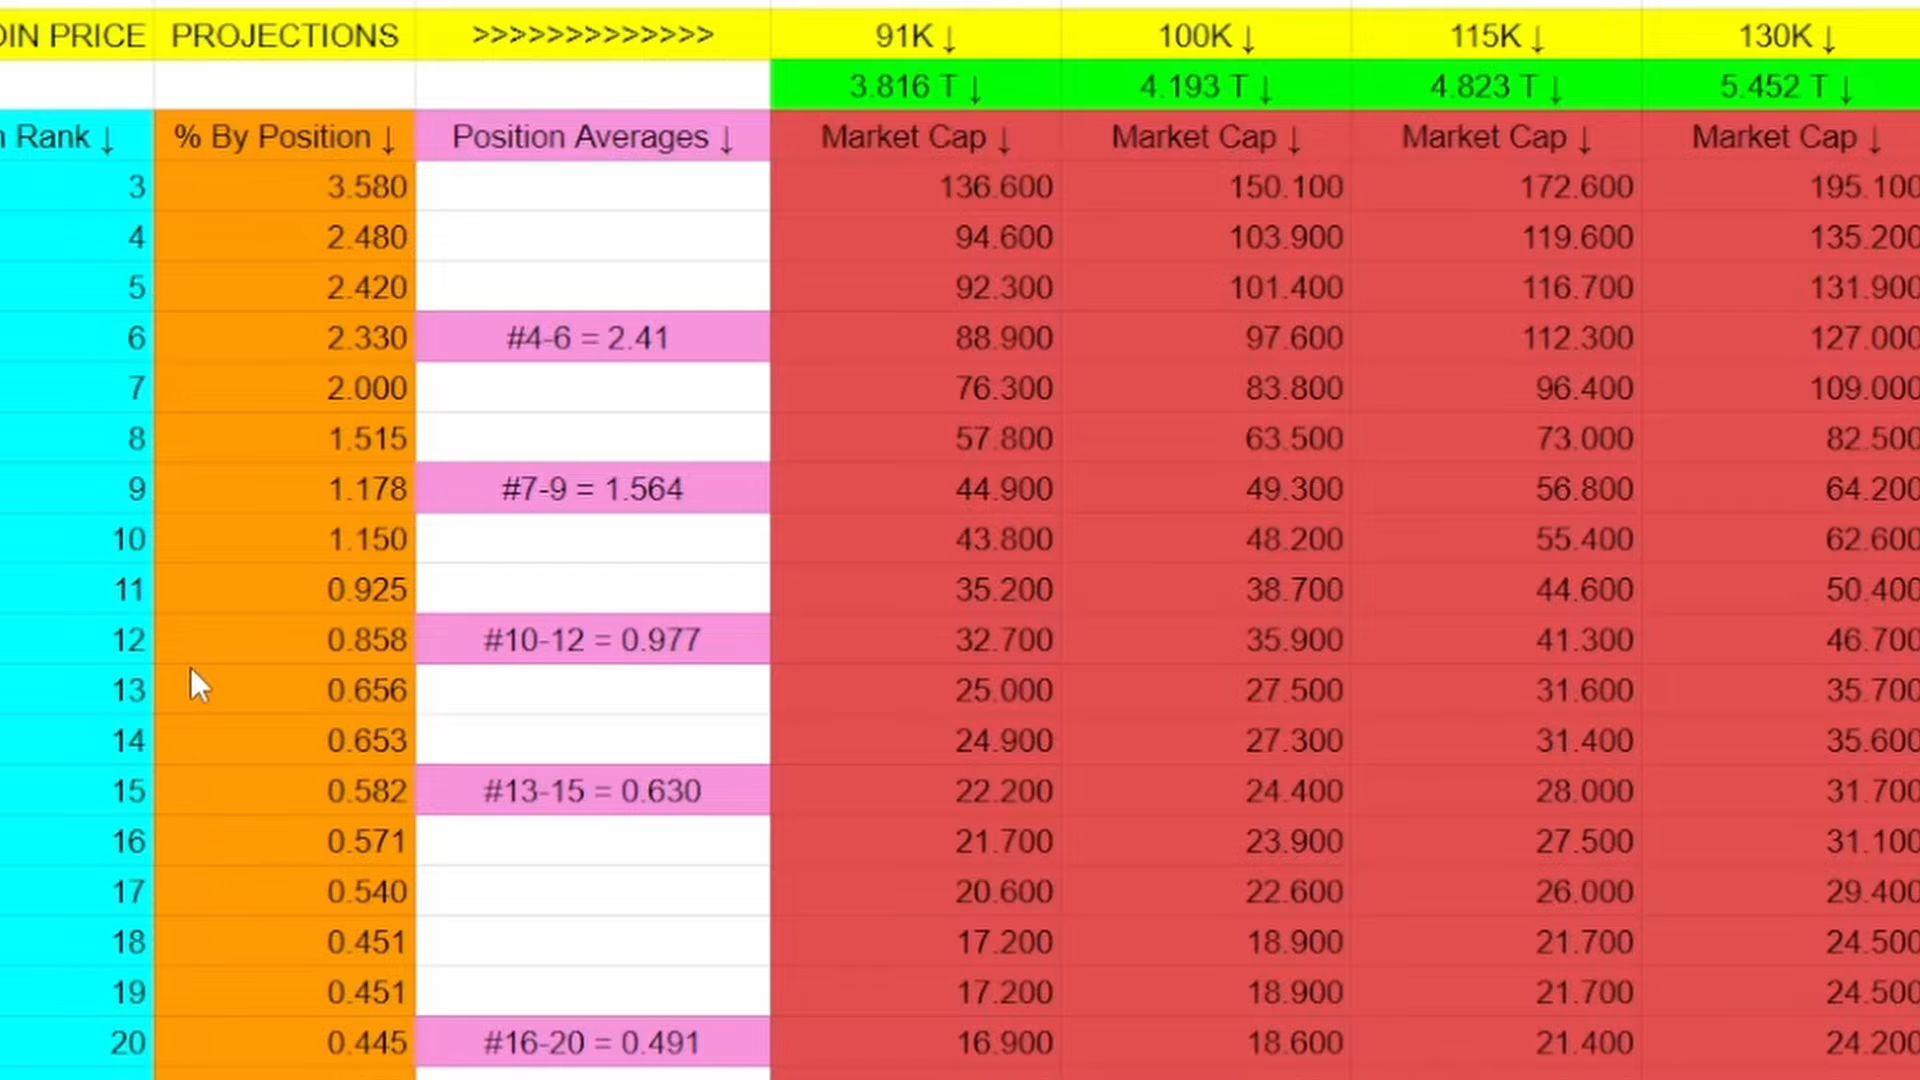 OIN PRICE PROJECTIONS >>>>>>>>>>>>> 91K ↓ 100K ↓ 115K ↓ 130K ↓
3.816 T ↓ 4.193 T ↓ 4.823 T ↓ 5.452 T ↓
n Rank ↓ % By Position ↓ Position Averages ↓ Market Cap ↓ Market Cap ↓ Market Cap ↓ Market Cap ↓
3 3.580 136.600 150.100 172.600 195.100
4 2.480 94.600 103.900 119.600 135.200
5 2.420 92.300 101.400 116.700 131.900
6 2.330 #4-6 = 2.41 88.900 97.600 112.300 127.000
7 2.000 76.300 83.800 96.400 109.000
8 1.515 57.800 63.500 73.000 82.500
9 1.178 #7-9 = 1.564 44.900 49.300 56.800 64.200
10 1.150 43.800 48.200 55.400 62.600
11 0.925 35.200 38.700 44.600 50.400
12 0.858 #10-12 = 0.977 32.700 35.900 41.300 46.700
13 0.656 25.000 27.500 31.600 35.700
14 0.653 24.900 27.300 31.400 35.600
15 0.582 #13-15 = 0.630 22.200 24.400 28.000 31.700
16 0.571 21.700 23.900 27.500 31.100
17 0.540 20.600 22.600 26.000 29.400
18 0.451 17.200 18.900 21.700 24.500
19 0.451 17.200 18.900 21.700 24.500
20 0.445 #16-20 = 0.491 16.900 18.600 21.400 24.200